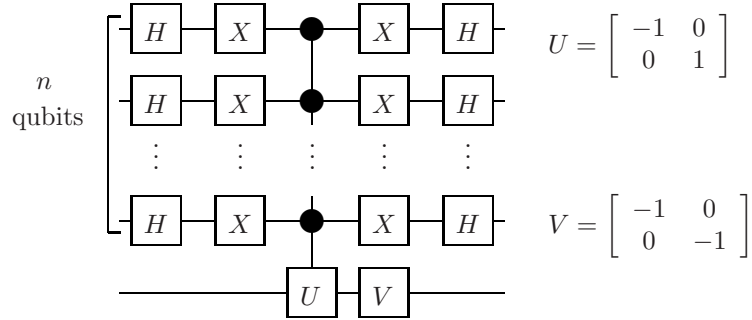 H X X H
U = [ −1 0
0 1 ]
n
qubits
H X X H
⋮ ⋮ ⋮ ⋮ ⋮
H X X H
V = [ −1 0
0 −1 ]
U V